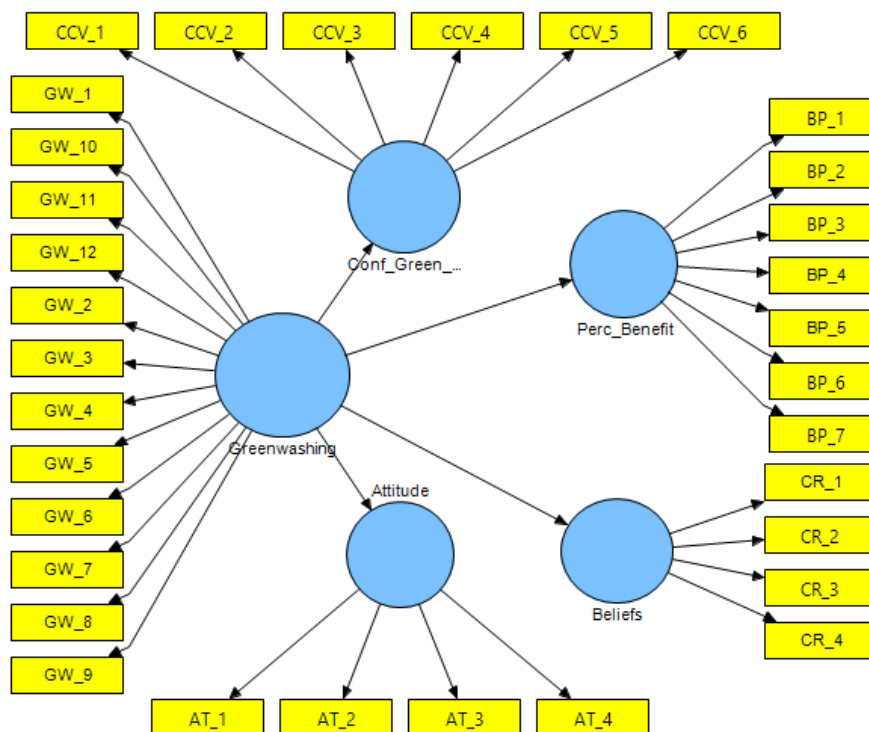 CCV_1
CCV_2
CCV_3
CCV_4
CCV_5
CCV_6
GW_1
GW_10
GW_11
GW_12
GW_2
GW_3
GW_4
GW_5
GW_6
GW_7
GW_8
GW_9
Conf_Green_...
Greenwashing
Perc_Benefit
BP_1
BP_2
BP_3
BP_4
BP_5
BP_6
BP_7
Attitude
Beliefs
CR_1
CR_2
CR_3
CR_4
AT_1
AT_2
AT_3
AT_4